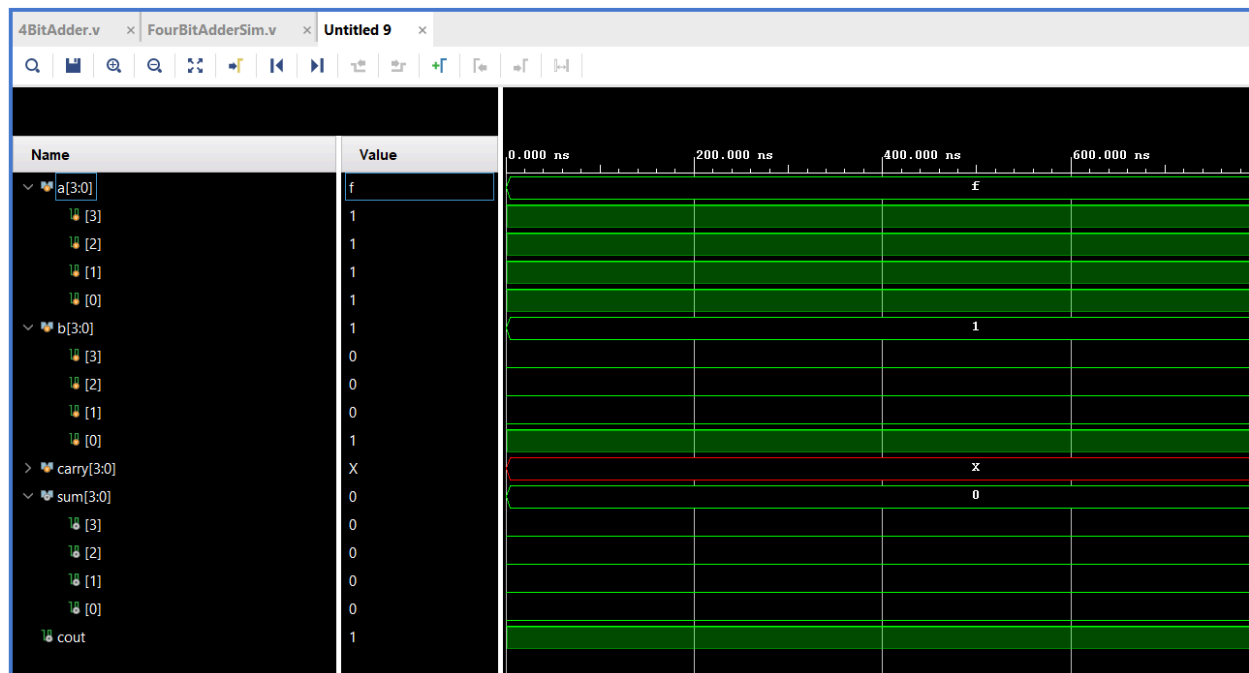 4BitAdder.v × FourBitAdderSim.v × Untitled 9 ×
Name Value 0.000 ns 200.000 ns 400.000 ns 600.000 ns
a[3:0] f f
[3] 1
[2] 1
[1] 1
[0] 1
b[3:0] 1 1
[3] 0
[2] 0
[1] 0
[0] 1
carry[3:0] X X
sum[3:0] 0 0
[3] 0
[2] 0
[1] 0
[0] 0
cout 1